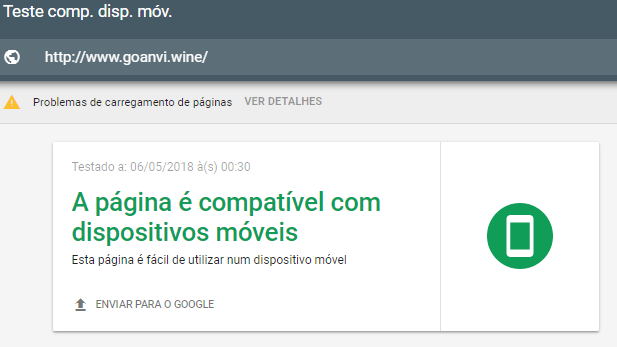 Teste comp. disp. móv.
http://www.goanvi.wine/
Problemas de carregamento de páginas VER DETALHES
Testado a: 06/05/2018 à(s) 00:30
A página é compatível com
dispositivos móveis
Esta página é fácil de utilizar num dispositivo móvel
ENVIAR PARA O GOOGLE